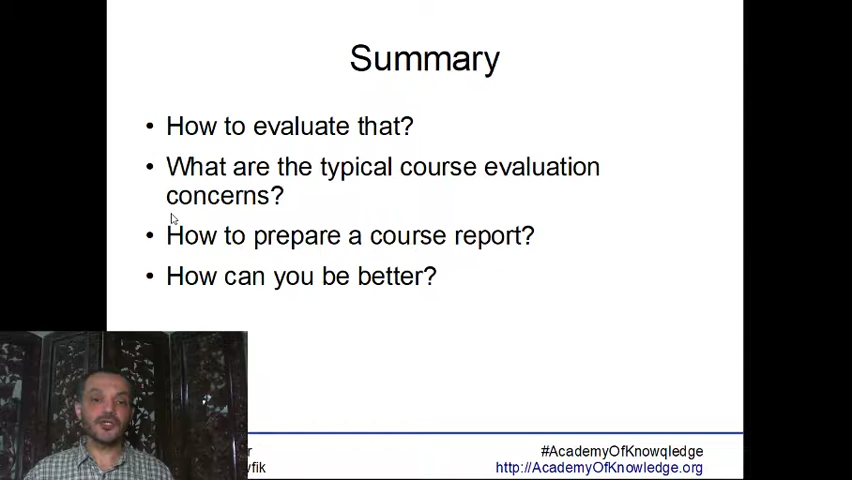 Summary
• How to evaluate that?
• What are the typical course evaluation
concerns?
• How to prepare a course report?
• How can you be better?
#AcademyOfKnowqledge
http://AcademyOfKnowledge.org